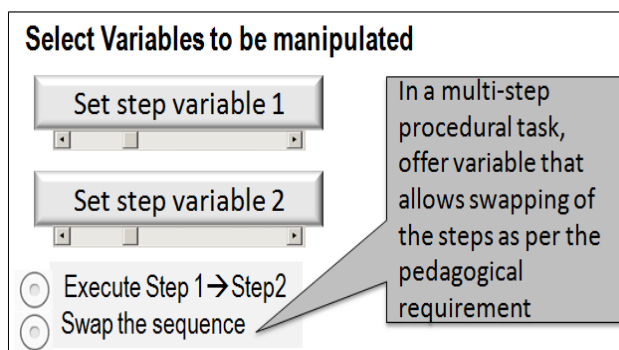 Select Variables to be manipulated
Set step variable 1
Set step variable 2
Execute Step 1→Step2
Swap the sequence
In a multi-step
procedural task,
offer variable that
allows swapping of
the steps as per the
pedagogical
requirement